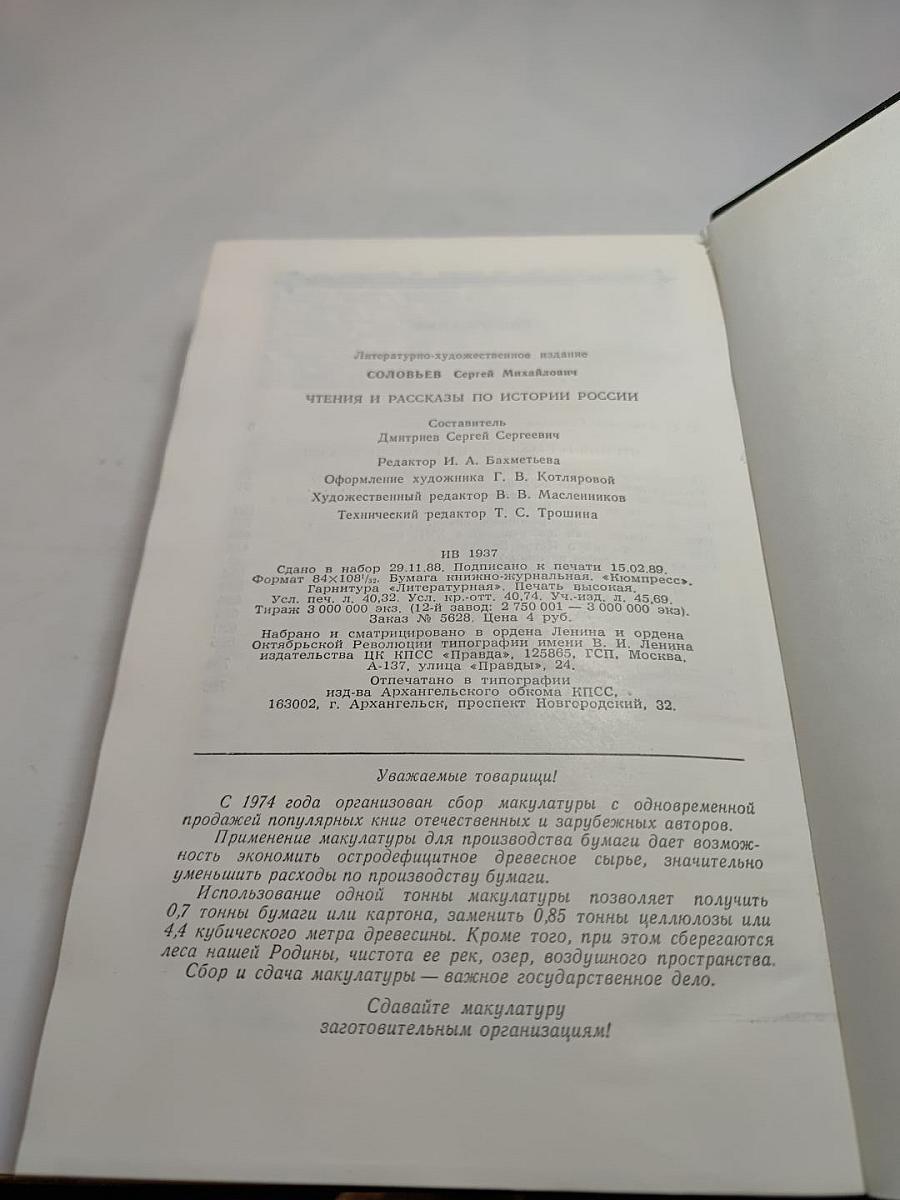 Литературно-художественное издание
СОЛОВЬЕВ Сергей Михайлович
ЧТЕНИЯ И РАССКАЗЫ ПО ИСТОРИИ РОССИИ
Составитель
Дмитриев Сергей Сергеевич
Редактор И. А. Бахметьева
Оформление художника Г. В. Котляровой
Художественный редактор В. В. Масленников
Технический редактор Т. С. Трошина
ИВ 1937
Сдано в набор 29.11.88. Подписано к печати 15.02.89.
Формат 84×108¹/₃₂. Бумага книжно-журнальная. «Кюмпресс».
Гарнитура «Литературная». Печать высокая.
Усл. печ. л. 40,32. Усл. кр.-отт. 40,74. Уч.-изд. л. 45,69.
Тираж 3 000 000 экз. (12-й завод: 2 750 001 — 3 000 000 экз).
Заказ № 5628. Цена 4 руб.
Набрано и сматрицировано в ордена Ленина и ордена
Октябрьской Революции типографии имени В. И. Ленина
издательства ЦК КПСС «Правда», 125865, ГСП, Москва,
А-137, улица «Правды», 24.
Отпечатано в типографии
изд-ва Архангельского обкома КПСС,
163002, г. Архангельск, проспект Новгородский, 32.
Уважаемые товарищи!
С 1974 года организован сбор макулатуры с одновременной
продажей популярных книг отечественных и зарубежных авторов.
Применение макулатуры для производства бумаги дает возмож-
ность экономить остродефицитное древесное сырье, значительно
уменьшить расходы по производству бумаги.
Использование одной тонны макулатуры позволяет получить
0,7 тонны бумаги или картона, заменить 0,85 тонны целлюлозы или
4,4 кубического метра древесины. Кроме того, при этом сберегаются
леса нашей Родины, чистота ее рек, озер, воздушного пространства.
Сбор и сдача макулатуры — важное государственное дело.
Сдавайте макулатуру
заготовительным организациям!